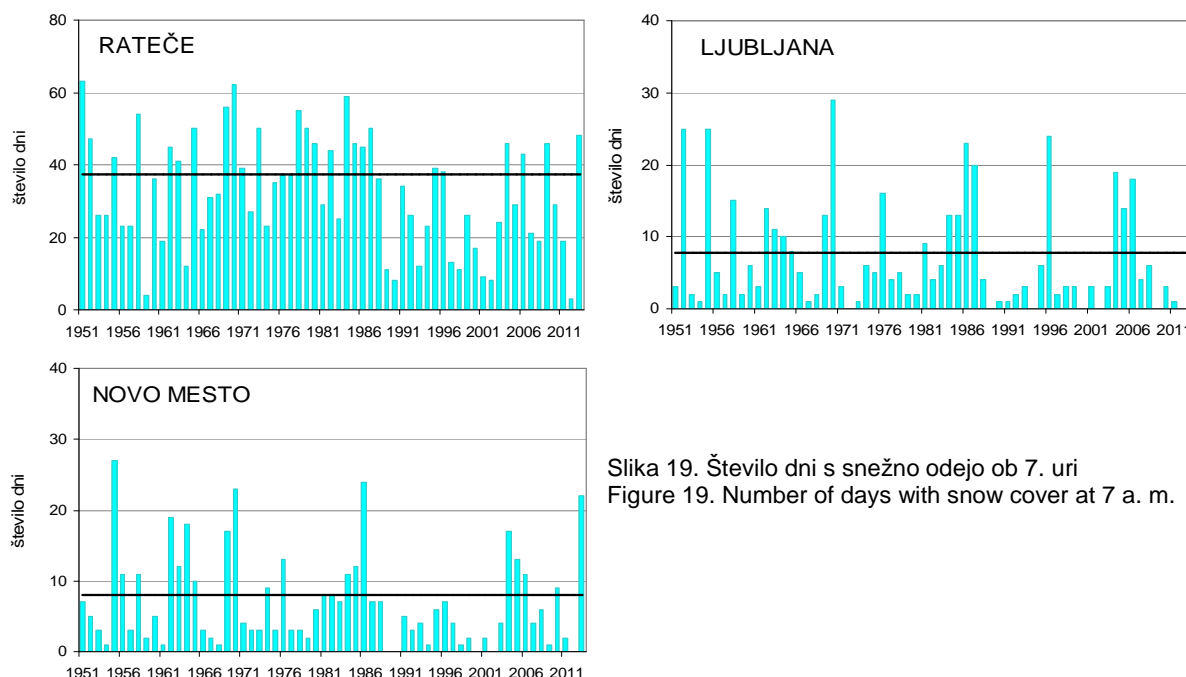 RATEČE
80
60
40
20
0
število dni
1951 1956 1961 1966 1971 1976 1981 1986 1991 1996 2001 2006 2011
LJUBLJANA
40
30
20
10
0
število dni
1951 1956 1961 1966 1971 1976 1981 1986 1991 1996 2001 2006 2011
NOVO MESTO
40
30
20
10
0
število dni
1951 1956 1961 1966 1971 1976 1981 1986 1991 1996 2001 2006 2011
Slika 19. Število dni s snežno odejo ob 7. uri
Figure 19. Number of days with snow cover at 7 a. m.